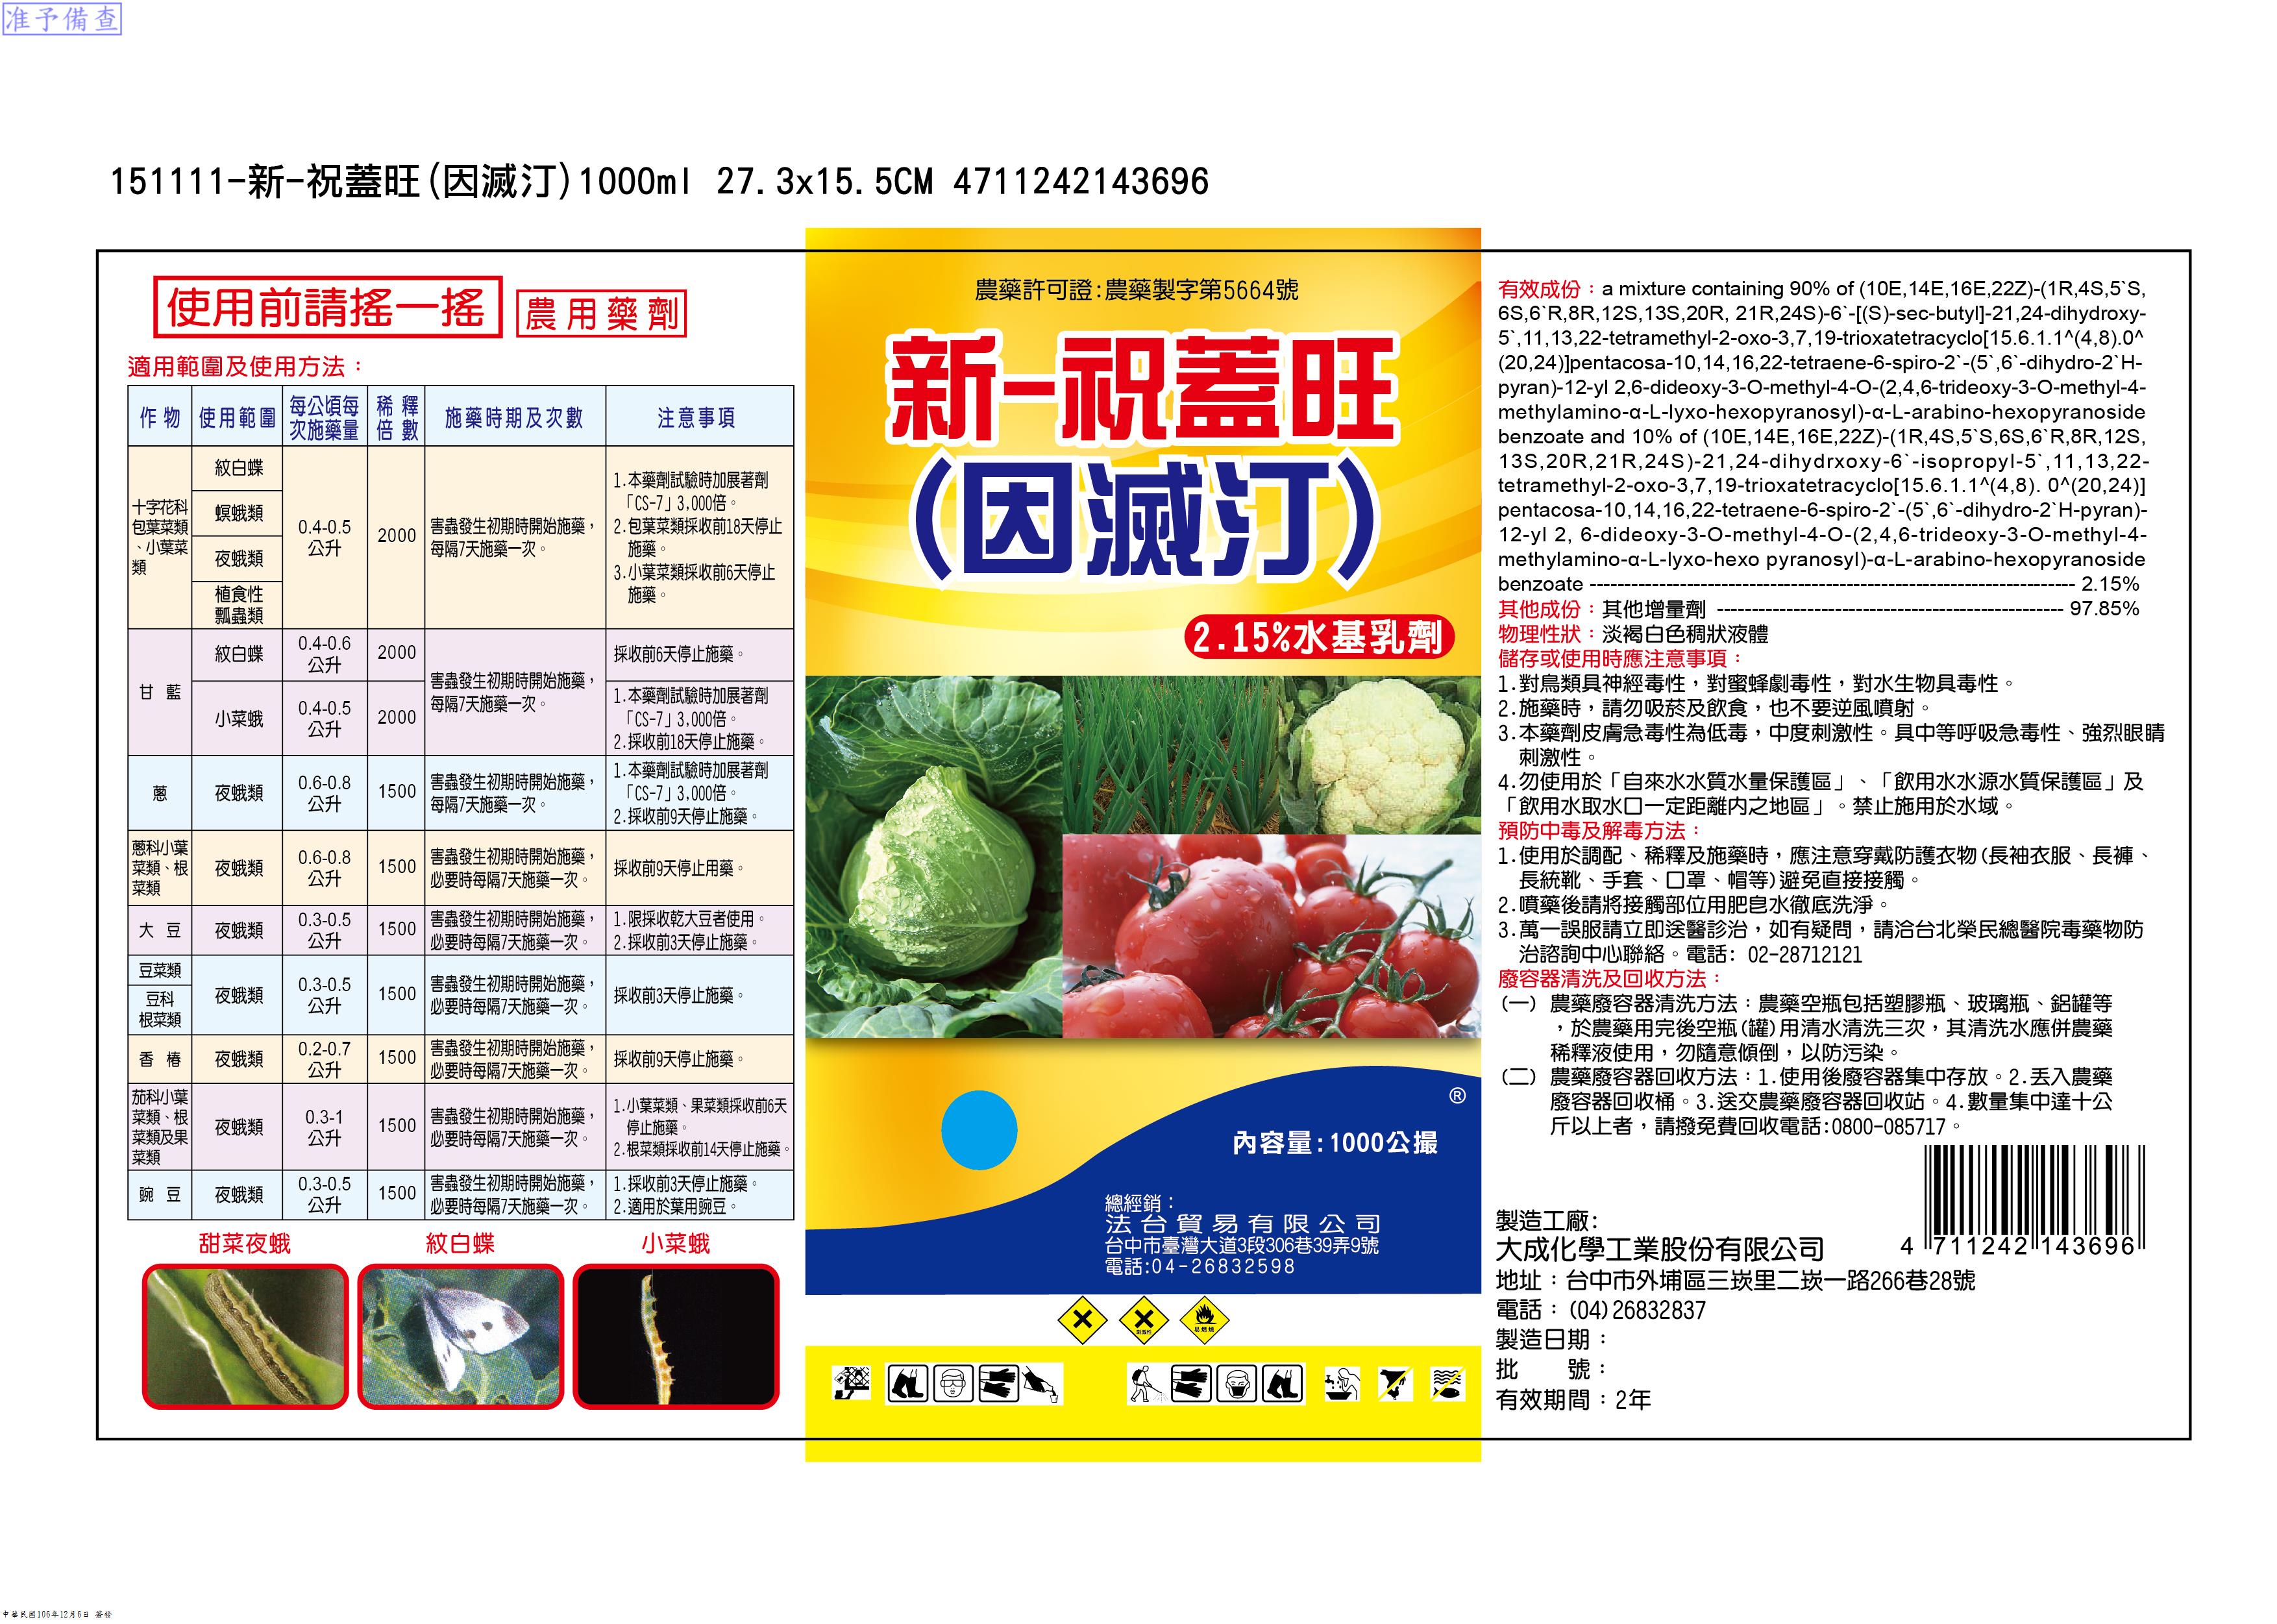 准予備查
151111-新-祝蓋旺(因滅汀)1000ml 27.3x15.5CM 4711242143696
使用前請搖一搖
農用藥劑
適用範圍及使用方法：
作物 使用範圍 每公頃每次施藥量 稀釋倍數 施藥時期及次數 注意事項
十字花科
包葉菜類
、小葉菜
類
紋白蝶
螟蛾類
夜蛾類
植食性
瓢蟲類
0.4-0.5
公升
2000
害蟲發生初期時開始施藥，
每隔7天施藥一次。
1.本藥劑試驗時加展著劑
「CS-7」3,000倍。
2.包葉菜類採收前18天停止
施藥。
3.小葉菜類採收前6天停止
施藥。
甘藍
紋白蝶
0.4-0.6
公升
2000
害蟲發生初期時開始施藥，
每隔7天施藥一次。
採收前6天停止施藥。
小菜蛾
0.4-0.5
公升
2000
1.本藥劑試驗時加展著劑
「CS-7」3,000倍。
2.採收前18天停止施藥。
蔥
夜蛾類
0.6-0.8
公升
1500
害蟲發生初期時開始施藥，
每隔7天施藥一次。
1.本藥劑試驗時加展著劑
「CS-7」3,000倍。
2.採收前9天停止施藥。
蔥科小葉
菜類、根
菜類
夜蛾類
0.6-0.8
公升
1500
害蟲發生初期時開始施藥，
必要時每隔7天施藥一次。
採收前9天停止用藥。
大豆
夜蛾類
0.3-0.5
公升
1500
害蟲發生初期時開始施藥，
必要時每隔7天施藥一次。
1.限採收乾大豆者使用。
2.採收前3天停止施藥。
豆菜類
豆科
根菜類
夜蛾類
0.3-0.5
公升
1500
害蟲發生初期時開始施藥，
必要時每隔7天施藥一次。
採收前3天停止施藥。
香椿
夜蛾類
0.2-0.7
公升
1500
害蟲發生初期時開始施藥，
必要時每隔7天施藥一次。
採收前9天停止施藥。
茄科小葉
菜類、根
菜類及果
菜類
夜蛾類
0.3-1
公升
1500
害蟲發生初期時開始施藥，
必要時每隔7天施藥一次。
1.小葉菜類、果菜類採收前6天
停止施藥。
2.根菜類採收前14天停止施藥。
豌豆
夜蛾類
0.3-0.5
公升
1500
害蟲發生初期時開始施藥，
必要時每隔7天施藥一次。
1.採收前3天停止施藥。
2.適用於葉用豌豆。
甜菜夜蛾 紋白蝶 小菜蛾
農藥許可證:農藥製字第5664號
新-祝蓋旺
(因滅汀)
2.15%水基乳劑
®
內容量:1000公撮
總經銷：
法台貿易有限公司
台中市臺灣大道3段306巷39弄9號
電話:04-26832598
刺激性
易燃燒
有效成份：a mixture containing 90% of (10E,14E,16E,22Z)-(1R,4S,5`S,
6S,6`R,8R,12S,13S,20R, 21R,24S)-6`-[(S)-sec-butyl]-21,24-dihydroxy-
5`,11,13,22-tetramethyl-2-oxo-3,7,19-trioxatetracyclo[15.6.1.1^(4,8).0^
(20,24)]pentacosa-10,14,16,22-tetraene-6-spiro-2`-(5`,6`-dihydro-2`H-
pyran)-12-yl 2,6-dideoxy-3-O-methyl-4-O-(2,4,6-trideoxy-3-O-methyl-4-
methylamino-α-L-lyxo-hexopyranosyl)-α-L-arabino-hexopyranoside
benzoate and 10% of (10E,14E,16E,22Z)-(1R,4S,5`S,6S,6`R,8R,12S,
13S,20R,21R,24S)-21,24-dihydrxoxy-6`-isopropyl-5`,11,13,22-
tetramethyl-2-oxo-3,7,19-trioxatetracyclo[15.6.1.1^(4,8). 0^(20,24)]
pentacosa-10,14,16,22-tetraene-6-spiro-2`-(5`,6`-dihydro-2`H-pyran)-
12-yl 2, 6-dideoxy-3-O-methyl-4-O-(2,4,6-trideoxy-3-O-methyl-4-
methylamino-α-L-lyxo-hexo pyranosyl)-α-L-arabino-hexopyranoside
benzoate ---------------------------------------------------------------------- 2.15%
其他成份：其他增量劑 -------------------------------------------------- 97.85%
物理性狀：淡褐白色稠狀液體
儲存或使用時應注意事項：
1.對鳥類具神經毒性，對蜜蜂劇毒性，對水生物具毒性。
2.施藥時，請勿吸菸及飲食，也不要逆風噴射。
3.本藥劑皮膚急毒性為低毒，中度刺激性。具中等呼吸急毒性、強烈眼睛
刺激性。
4.勿使用於「自來水水質水量保護區」、「飲用水水源水質保護區」及
「飲用水取水口一定距離內之地區」。禁止施用於水域。
預防中毒及解毒方法：
1.使用於調配、稀釋及施藥時，應注意穿戴防護衣物(長袖衣服、長褲、
長統靴、手套、口罩、帽等)避免直接接觸。
2.噴藥後請將接觸部位用肥皂水徹底洗淨。
3.萬一誤服請立即送醫診治，如有疑問，請洽台北榮民總醫院毒藥物防
治諮詢中心聯絡。電話: 02-28712121
廢容器清洗及回收方法：
(一) 農藥廢容器清洗方法：農藥空瓶包括塑膠瓶、玻璃瓶、鋁罐等
，於農藥用完後空瓶(罐)用清水清洗三次，其清洗水應併農藥
稀釋液使用，勿隨意傾倒，以防污染。
(二) 農藥廢容器回收方法：1.使用後廢容器集中存放。2.丟入農藥
廢容器回收桶。3.送交農藥廢容器回收站。4.數量集中達十公
斤以上者，請撥免費回收電話:0800-085717。
4 711242 143696
製造工廠:
大成化學工業股份有限公司
地址：台中市外埔區三崁里二崁一路266巷28號
電話：(04)26832837
製造日期：
批 號：
有效期間：2年
中華民國106年12月6日 簽發